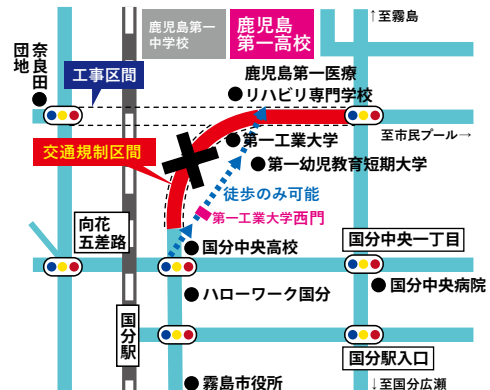 ↑至霧島
鹿児島第一
中学校
鹿児島
第一高校
奈良田
団地
工事区間
鹿児島第一医療
リハビリ専門学校
至市民プール→
第一工業大学
交通規制区間
第一幼児教育短期大学
徒歩のみ可能
第一工業大学西門
向花
五差路
国分中央高校
国分中央一丁目
国分中央病院
ハローワーク国分
国分駅
国分駅入口
霧島市役所
↓至国分広瀬